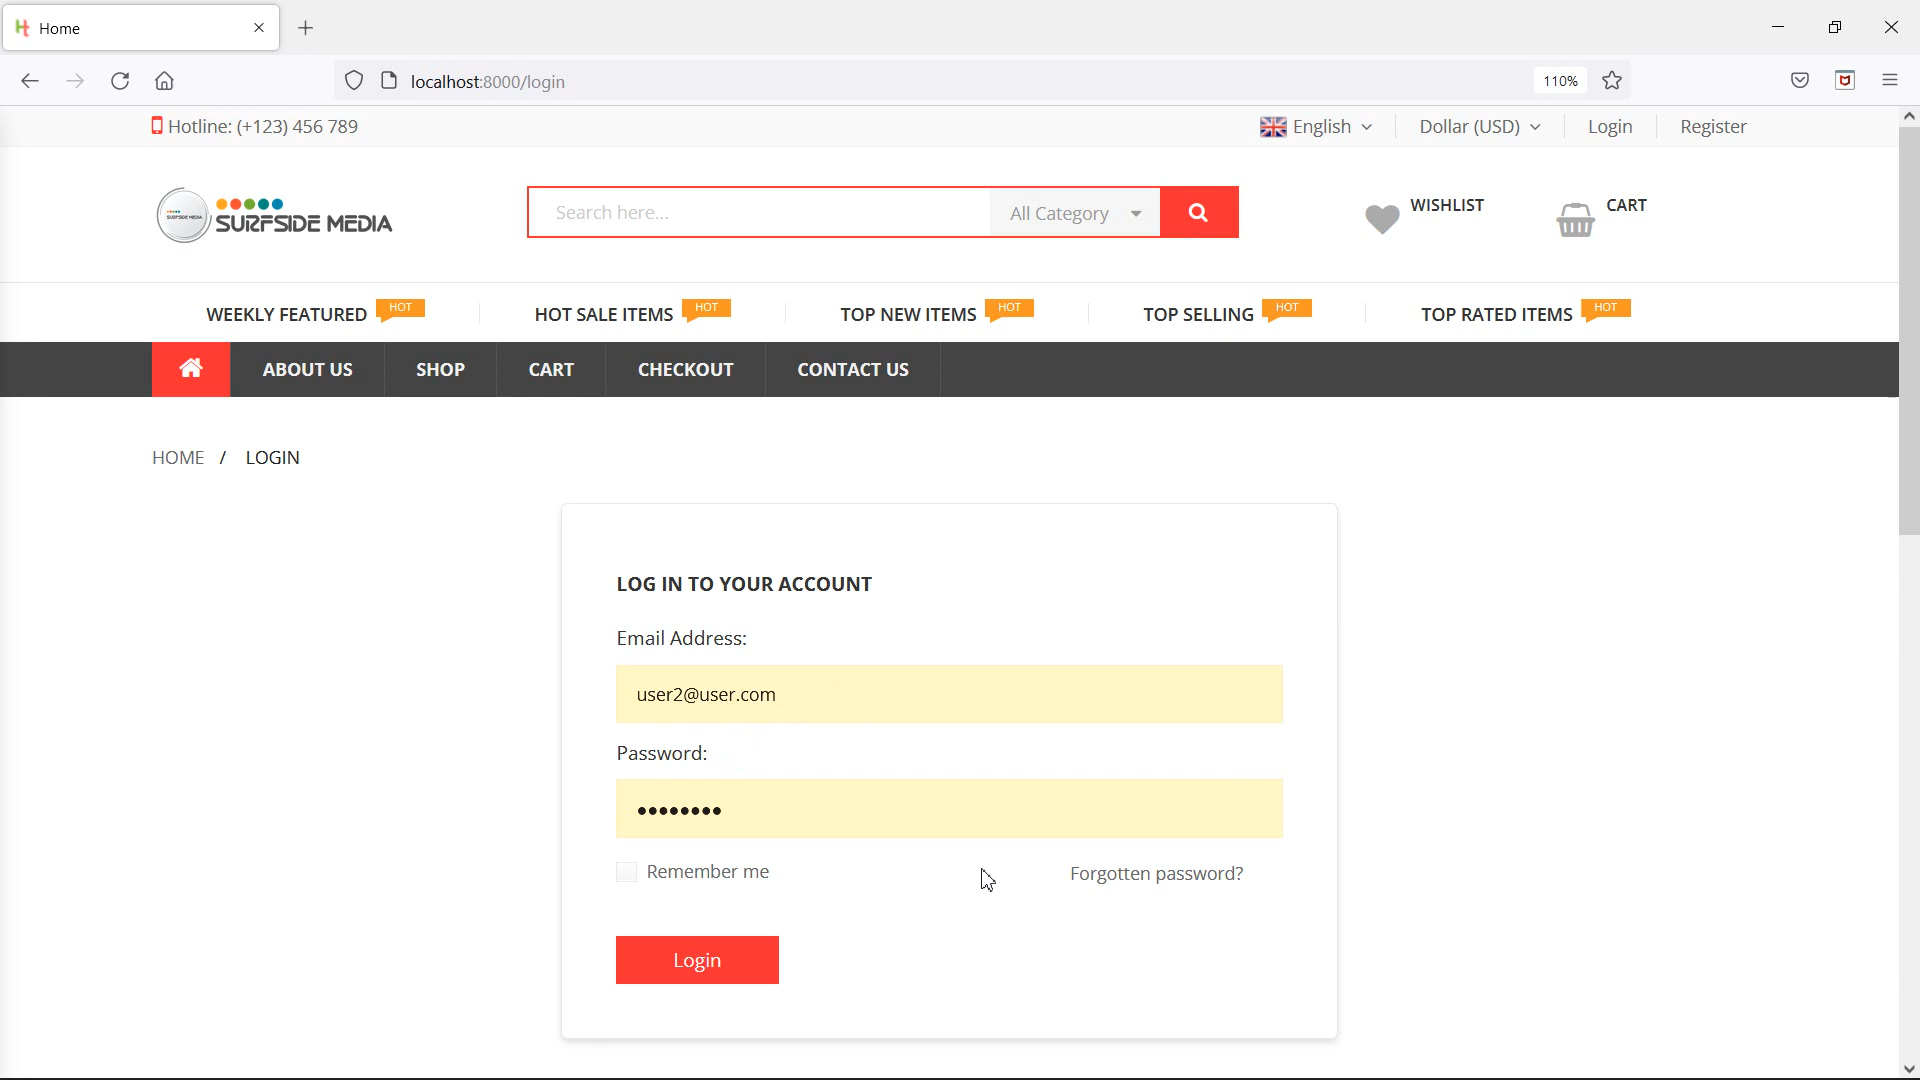 Home
localhost:8000/login
110%
Hotline: (+123) 456 789
English
Dollar (USD)
Login
Register
SURFSIDE MEDIA
SURFSIDE MEDIA
Search here...
All Category
WISHLIST
CART
WEEKLY FEATURED HOT
HOT SALE ITEMS HOT
TOP NEW ITEMS HOT
TOP SELLING HOT
TOP RATED ITEMS HOT
ABOUT US
SHOP
CART
CHECKOUT
CONTACT US
HOME / LOGIN
LOG IN TO YOUR ACCOUNT
Email Address:
user2@user.com
Password:
••••••••
Remember me
Forgotten password?
Login